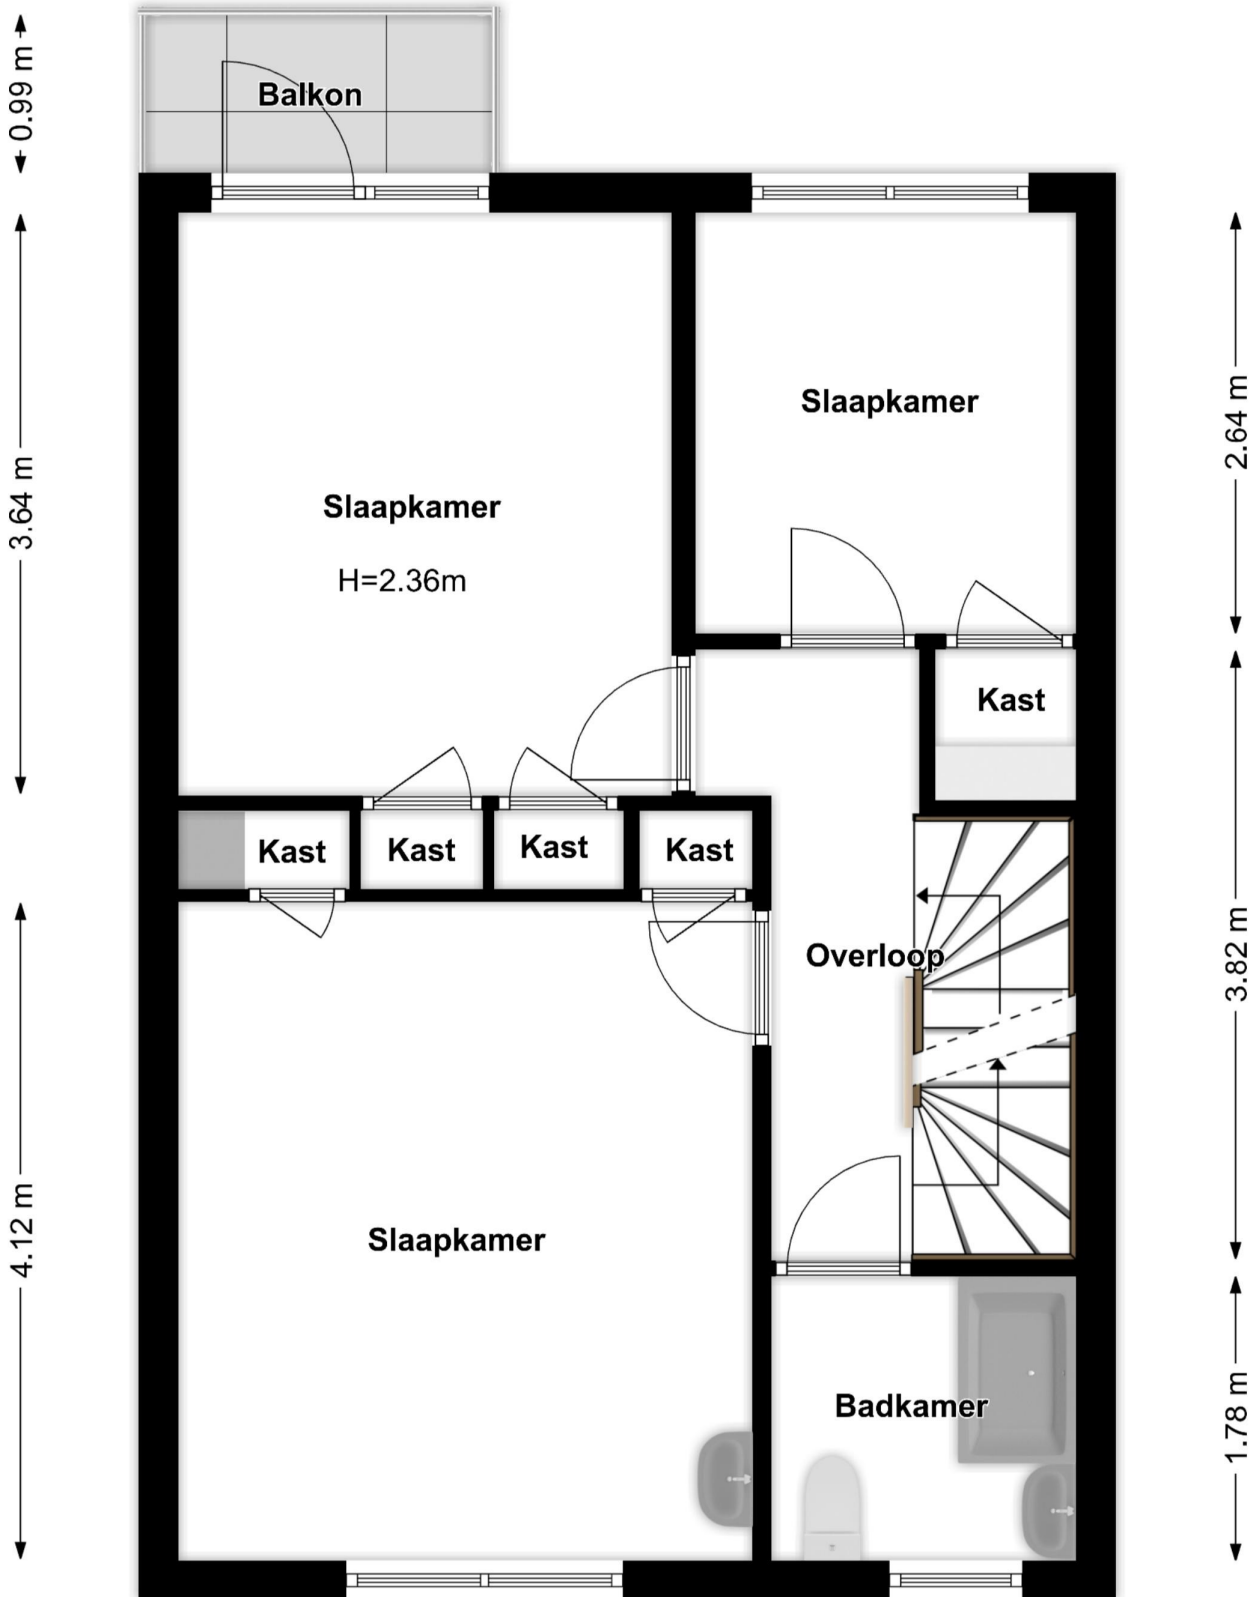 Balkon
0.99 m
Slaapkamer
2.64 m
Slaapkamer
H=2.36m
3.64 m
Kast
Kast
Kast
Kast
Kast
Overloop
3.82 m
4.12 m
Slaapkamer
Badkamer
1.78 m